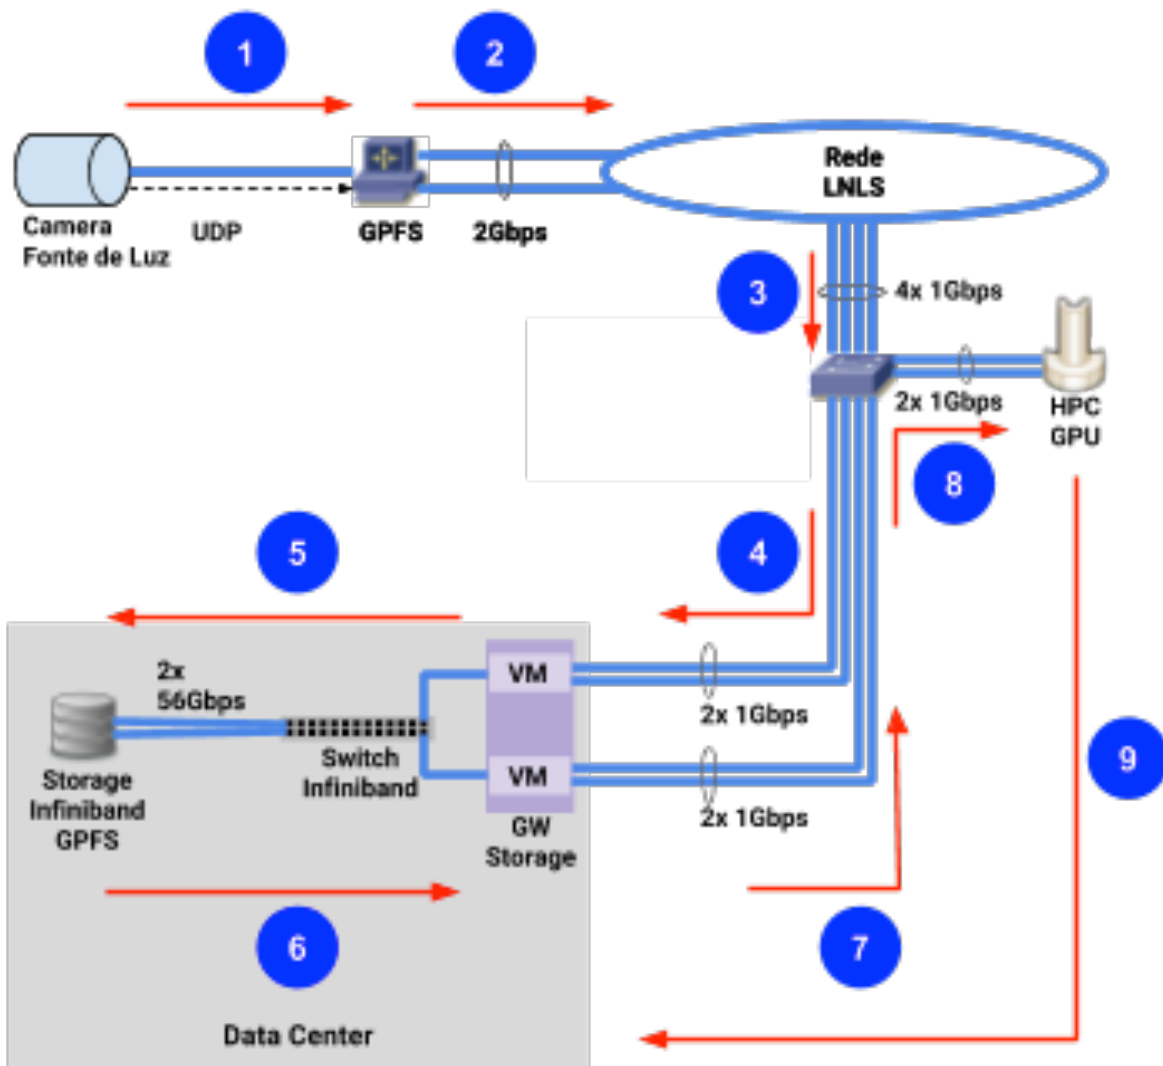 1
2
Rede
LNLS
Camera
Fonte de Luz
UDP
GPFS
2Gbps
3
4x 1Gbps
2x 1Gbps
HPC
GPU
8
4
5
9
2x
56Gbps
VM
2x 1Gbps
Switch
Infiniband
Storage
Infiniband
GPFS
VM
2x 1Gbps
GW
Storage
6
7
Data Center